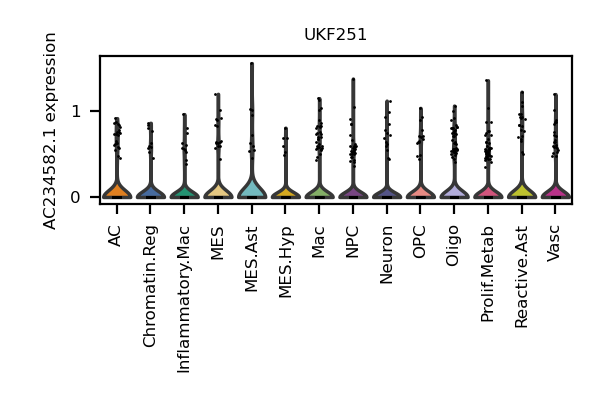 UKF251
AC234582.1 expression
1
0
AC
Chromatin.Reg
Inflammatory.Mac
MES
MES.Ast
MES.Hyp
Mac
NPC
Neuron
OPC
Oligo
Prolif.Metab
Reactive.Ast
Vasc